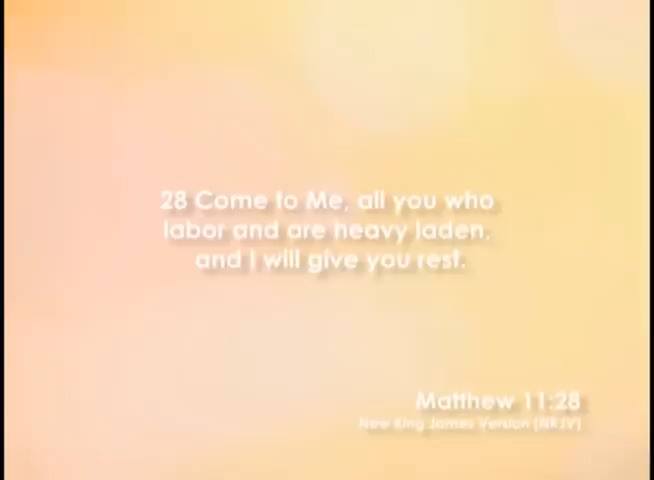 28 Come to Me, all you who
labor and are heavy laden,
and I will give you rest.
Matthew 11:28
New King James Version (NKJV)